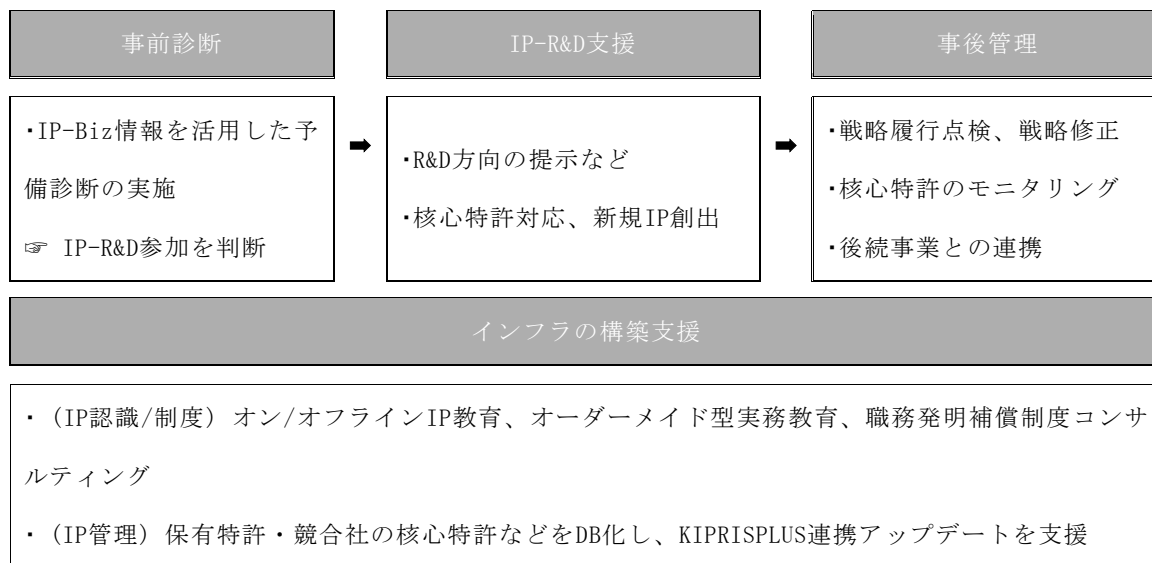 事前診断
IP-R&D支援
事後管理
・IP-Biz情報を活用した予
備診断の実施
☞ IP-R&D参加を判断
➡
・R&D方向の提示など
・核心特許対応、新規IP創出
➡
・戦略履行点検、戦略修正
・核心特許のモニタリング
・後続事業との連携
インフラの構築支援
・（IP認識/制度）オン/オフラインIP教育、オーダーメイド型実務教育、職務発明補償制度コンサ
ルティング
・（IP管理）保有特許・競合社の核心特許などをDB化し、KIPRISPLUS連携アップデートを支援